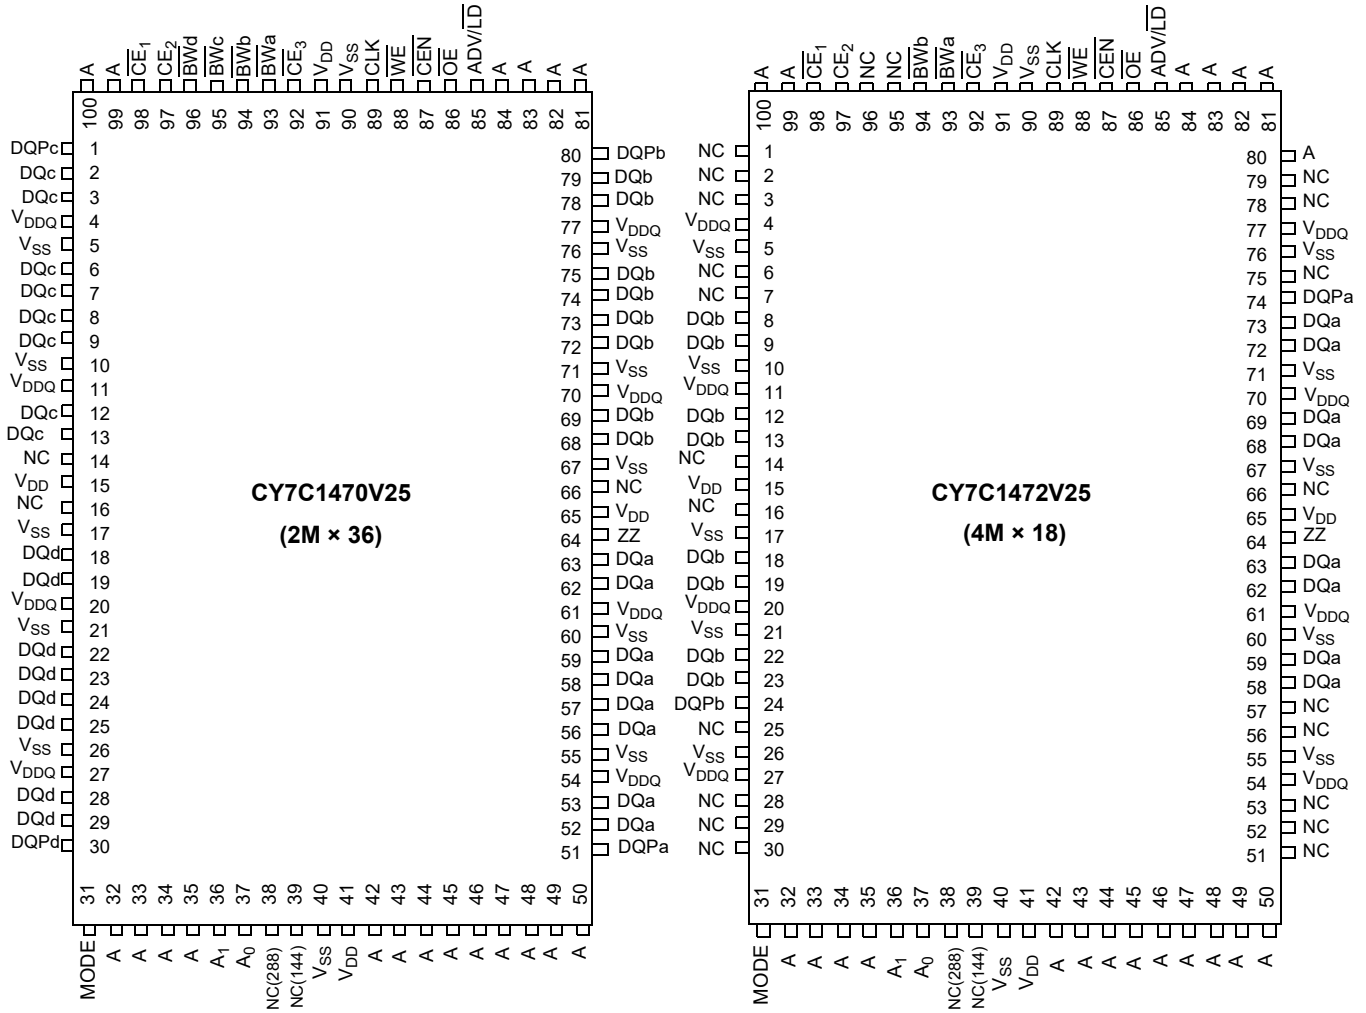 A A CE1 CE2 BWd BWc BWb BWa CE3 VDD VSS CLK WE CEN OE ADV/LD A A A A
100 99 98 97 96 95 94 93 92 91 90 89 88 87 86 85 84 83 82 81
DQPc 1
DQc 2
DQc 3
VDDQ 4
VSS 5
DQc 6
DQc 7
DQc 8
DQc 9
VSS 10
VDDQ 11
DQc 12
DQc 13
NC 14
VDD 15
NC 16
VSS 17
DQd 18
DQd 19
VDDQ 20
VSS 21
DQd 22
DQd 23
DQd 24
DQd 25
VSS 26
VDDQ 27
DQd 28
DQd 29
DQPd 30
CY7C1470V25
(2M × 36)
80 DQPb
79 DQb
78 DQb
77 VDDQ
76 VSS
75 DQb
74 DQb
73 DQb
72 DQb
71 VSS
70 VDDQ
69 DQb
68 DQb
67 VSS
66 NC
65 VDD
64 ZZ
63 DQa
62 DQa
61 VDDQ
60 VSS
59 DQa
58 DQa
57 DQa
56 DQa
55 VSS
54 VDDQ
53 DQa
52 DQa
51 DQPa
31 32 33 34 35 36 37 38 39 40 41 42 43 44 45 46 47 48 49 50
MODE A A A A A1 A0 NC(288) NC(144) VSS VDD A A A A A A A A A
A A CE1 CE2 NC NC BWb BWa CE3 VDD VSS CLK WE CEN OE ADV/LD A A A A
100 99 98 97 96 95 94 93 92 91 90 89 88 87 86 85 84 83 82 81
NC 1
NC 2
NC 3
VDDQ 4
VSS 5
NC 6
NC 7
DQb 8
DQb 9
VSS 10
VDDQ 11
DQb 12
DQb 13
NC 14
VDD 15
NC 16
VSS 17
DQb 18
DQb 19
VDDQ 20
VSS 21
DQb 22
DQb 23
DQPb 24
NC 25
VSS 26
VDDQ 27
NC 28
NC 29
NC 30
CY7C1472V25
(4M × 18)
80 A
79 NC
78 NC
77 VDDQ
76 VSS
75 NC
74 DQPa
73 DQa
72 DQa
71 VSS
70 VDDQ
69 DQa
68 DQa
67 VSS
66 NC
65 VDD
64 ZZ
63 DQa
62 DQa
61 VDDQ
60 VSS
59 DQa
58 DQa
57 NC
56 NC
55 VSS
54 VDDQ
53 NC
52 NC
51 NC
31 32 33 34 35 36 37 38 39 40 41 42 43 44 45 46 47 48 49 50
MODE A A A A A1 A0 NC(288) NC(144) VSS VDD A A A A A A A A A